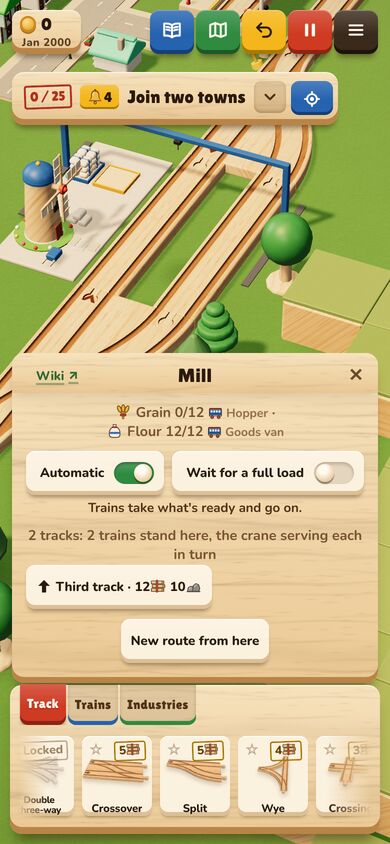 0
Jan 2000
0 / 25
4
Join two towns
Wiki
Mill
Grain 0/12 Hopper ·
Flour 12/12 Goods van
Automatic
Wait for a full load
Trains take what's ready and go on.
2 tracks: 2 trains stand here, the crane serving each
in turn
Third track · 12 10
New route from here
Track
Trains
Industries
Locked
5
5
4
3
Double
three-way
Crossover
Split
Wye
Crossing